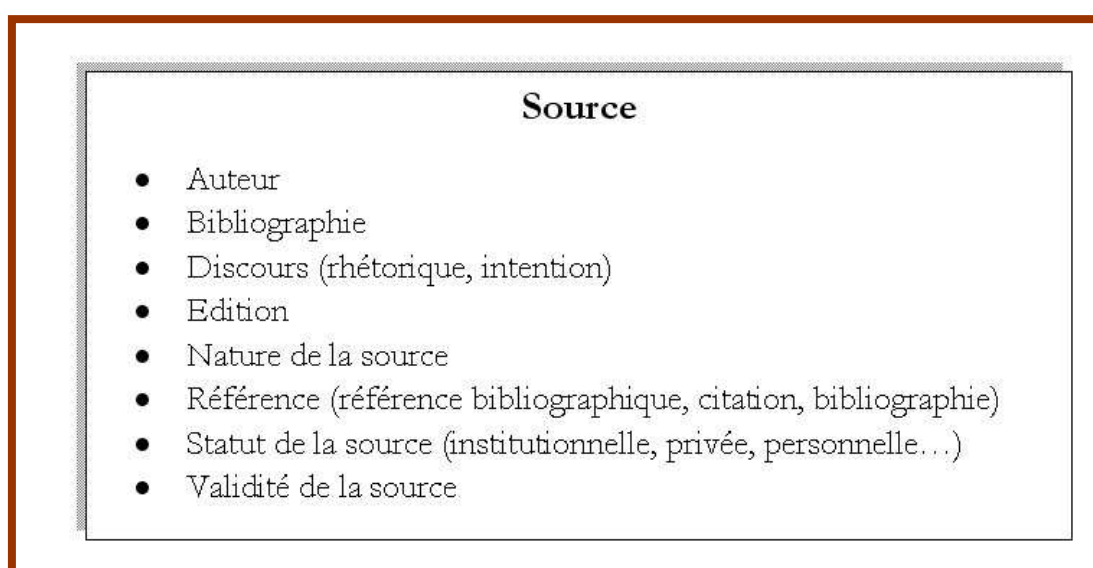 Source
● Auteur
● Bibliographie
● Discours (rhétorique, intention)
● Edition
● Nature de la source
● Référence (référence bibliographique, citation, bibliographie)
● Statut de la source (institutionnelle, privée, personnelle…)
● Validité de la source